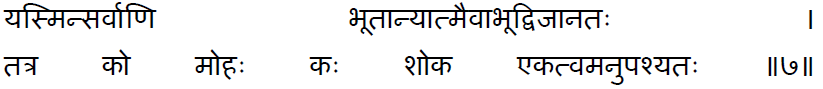 यस्मिन्सर्वाणि भूतान्यात्मैवाभूद्विजानतः ।
तत्र को मोहः कः शोक एकत्वमनुपश्यतः ॥७॥